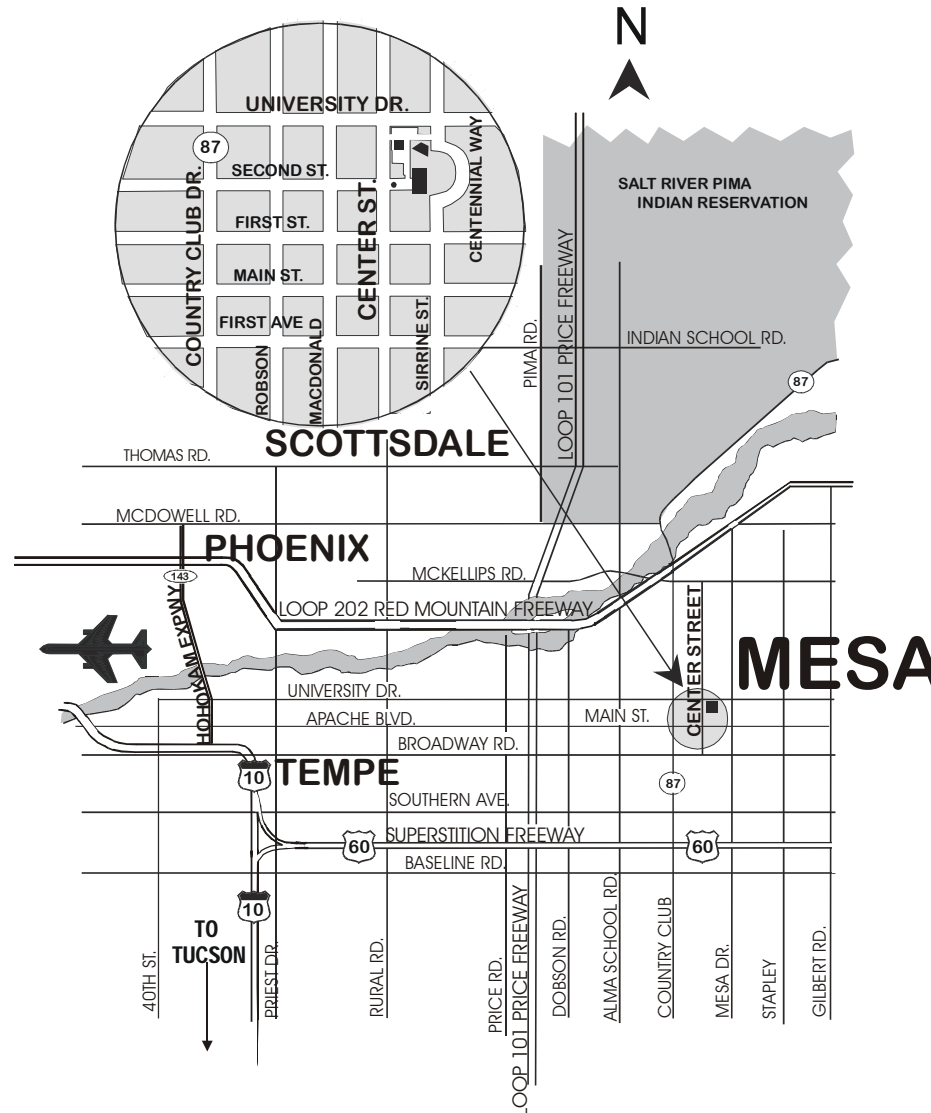 N
UNIVERSITY DR.
87
SECOND ST.
FIRST ST.
MAIN ST.
FIRST AVE
COUNTRY CLUB DR.
CENTER ST.
CENTENNIAL WAY
ROBSON
MACDONALD
SIRRINE ST.
SALT RIVER PIMA
INDIAN RESERVATION
PIMA RD.
LOOP 101 PRICE FREEWAY
INDIAN SCHOOL RD.
87
SCOTTSDALE
THOMAS RD.
MCDOWELL RD.
PHOENIX
143
MCKELLIPS RD.
LOOP 202 RED MOUNTAIN FREEWAY
HOHOKAM EXPWY
CENTER STREET
MESA
UNIVERSITY DR.
APACHE BLVD.
MAIN ST.
BROADWAY RD.
10
TEMPE
87
SOUTHERN AVE.
SUPERSTITION FREEWAY
60
60
BASELINE RD.
10
TO
TUCSON
40TH ST.
PRIEST DR.
RURAL RD.
PRICE RD.
LOOP 101 PRICE FREEWAY
DOBSON RD.
ALMA SCHOOL RD.
COUNTRY CLUB
MESA DR.
STAPLEY
GILBERT RD.